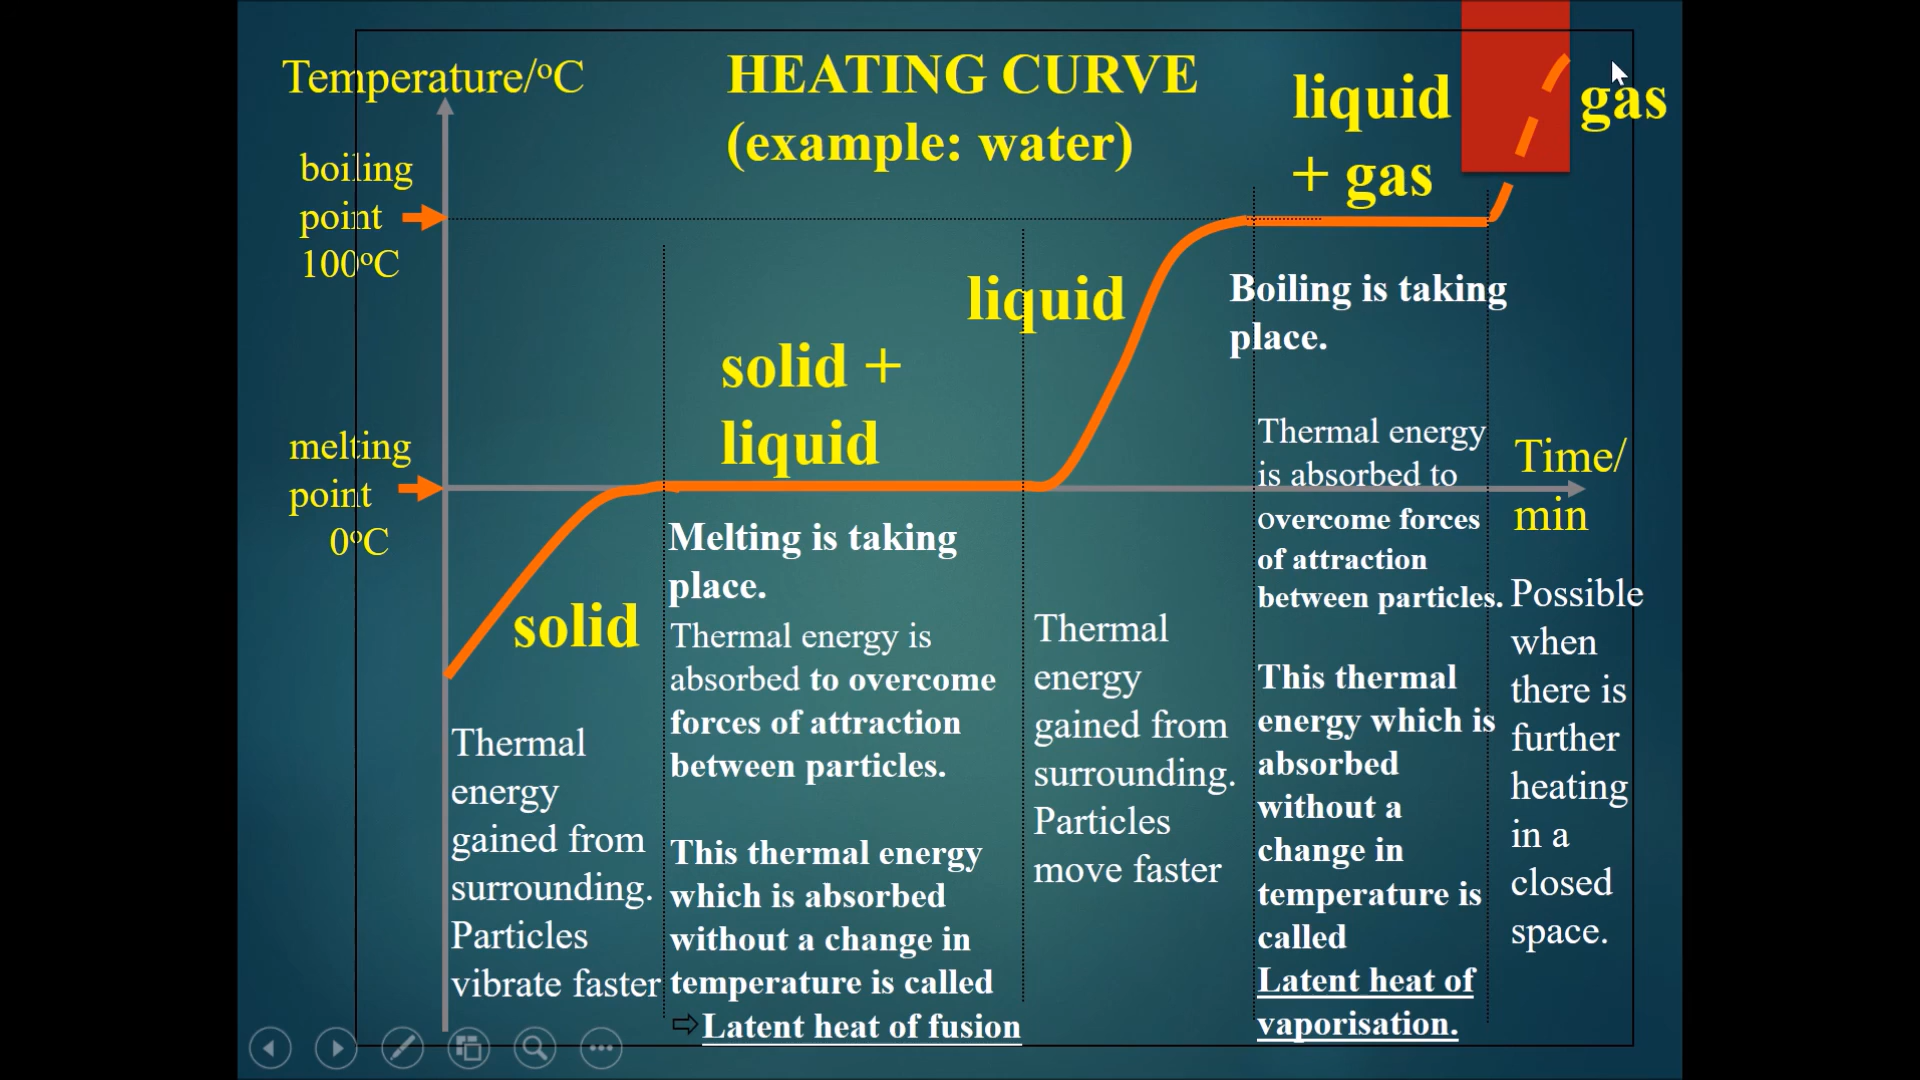 Temperature/°C
HEATING CURVE
(example: water)
liquid
+ gas
gas
boiling
point
100°C
liquid
solid +
liquid
Boiling is taking
place.
melting
point
0°C
Time/
min
solid
Thermal
energy
gained from
surrounding.
Particles
vibrate faster
Melting is taking
place.
Thermal energy is
absorbed to overcome
forces of attraction
between particles.
This thermal energy
which is absorbed
without a change in
temperature is called
⇨ Latent heat of fusion
Thermal
energy
gained from
surrounding.
Particles
move faster
Thermal energy
is absorbed to
overcome forces
of attraction
between particles.
This thermal
energy which is
absorbed
without a
change in
temperature is
called
Latent heat of
vaporisation.
Possible
when
there is
further
heating
in a
closed
space.